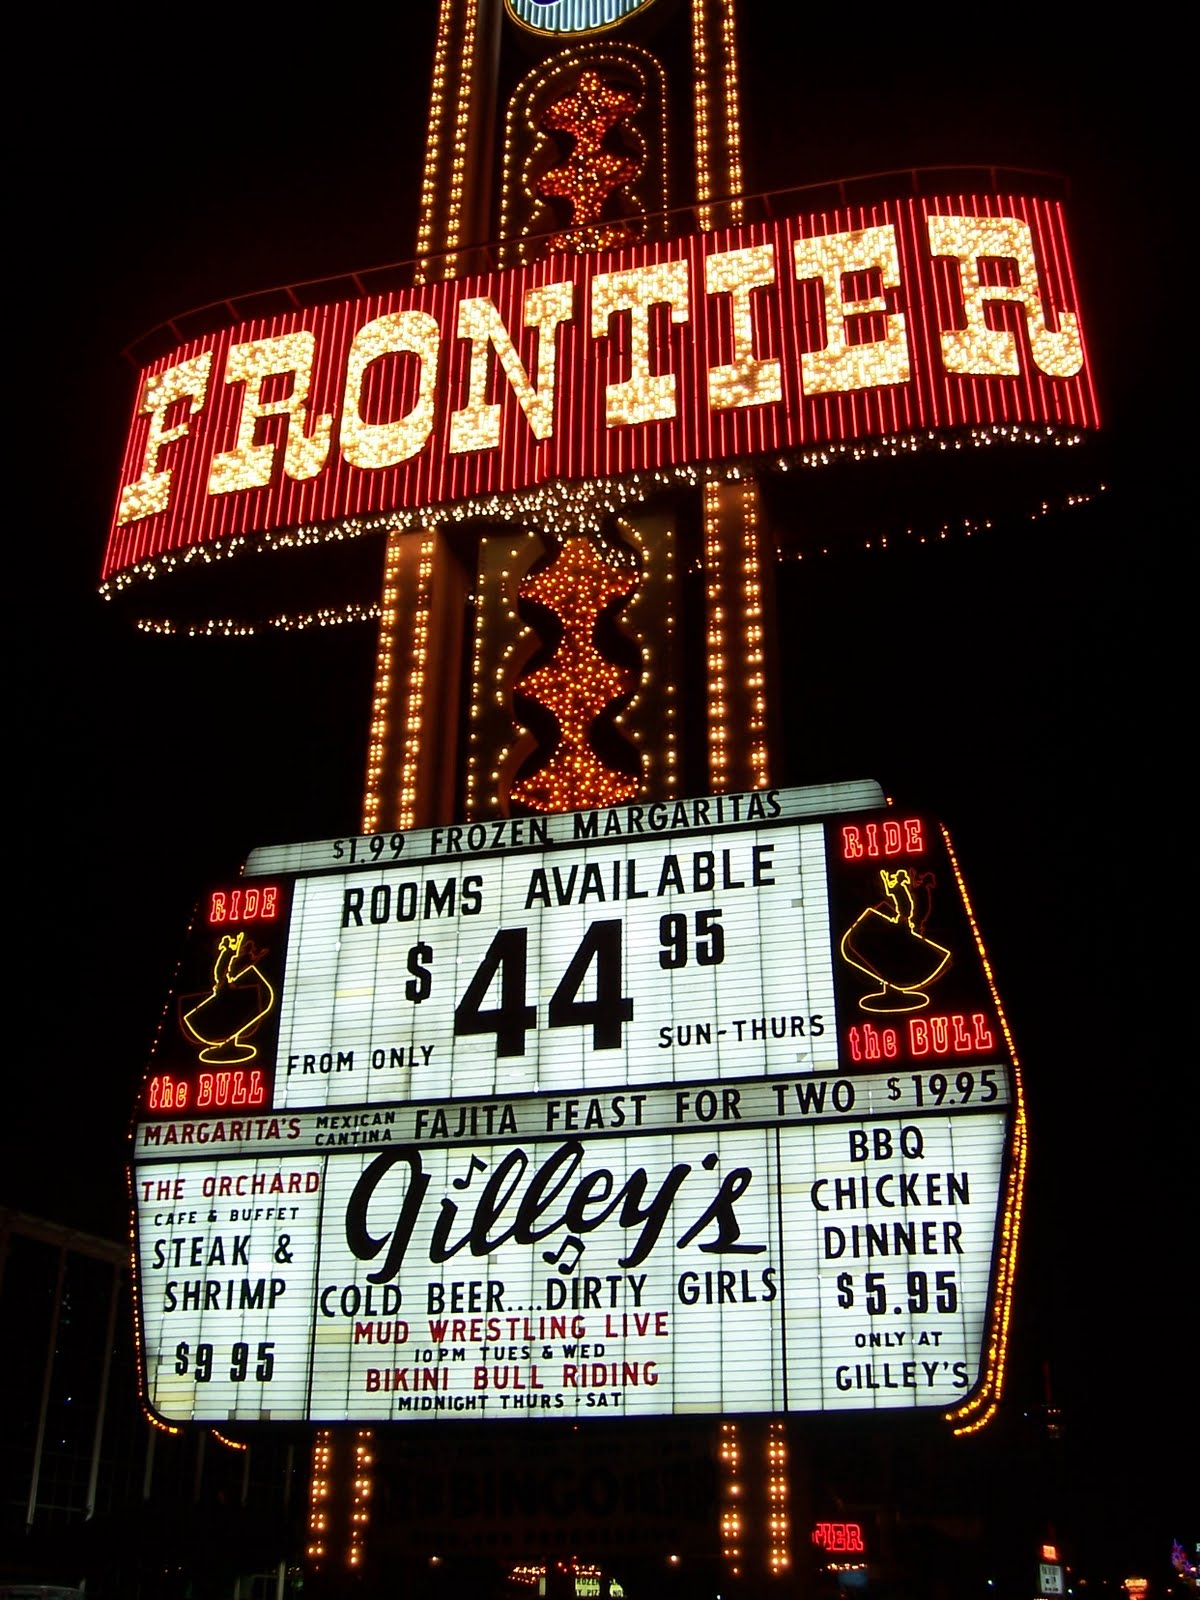 FRONTIER
$1.99 FROZEN MARGARITAS
RIDE
the BULL
ROOMS AVAILABLE
$44 95
FROM ONLY
SUN-THURS
RIDE
the BULL
MARGARITA'S MEXICAN CANTINA FAJITA FEAST FOR TWO $19.95
THE ORCHARD
CAFE & BUFFET
STEAK &
SHRIMP
$9 95
Gilley's
COLD BEER....DIRTY GIRLS
MUD WRESTLING LIVE
10PM TUES & WED
BIKINI BULL RIDING
MIDNIGHT THURS - SAT
BBQ
CHICKEN
DINNER
$5.95
ONLY AT
GILLEY'S
BINGO